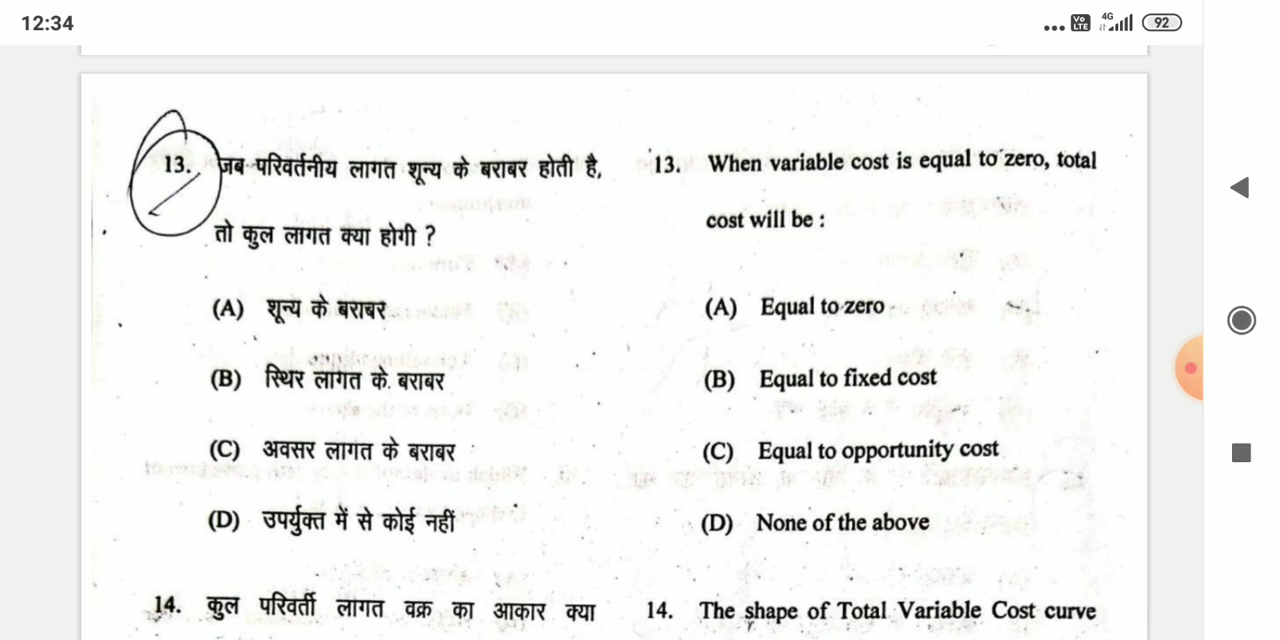 12:34
Vo LTE 4G 92
13. जब परिवर्तनीय लागत शून्य के बराबर होती है,
तो कुल लागत क्या होगी ?
(A) शून्य के बराबर
(B) स्थिर लागत के बराबर
(C) अवसर लागत के बराबर
(D) उपर्युक्त में से कोई नहीं
14. कुल परिवर्ती लागत वक्र का आकार क्या
13. When variable cost is equal to zero, total
cost will be :
(A) Equal to zero
(B) Equal to fixed cost
(C) Equal to opportunity cost
(D) None of the above
14. The shape of Total Variable Cost curve